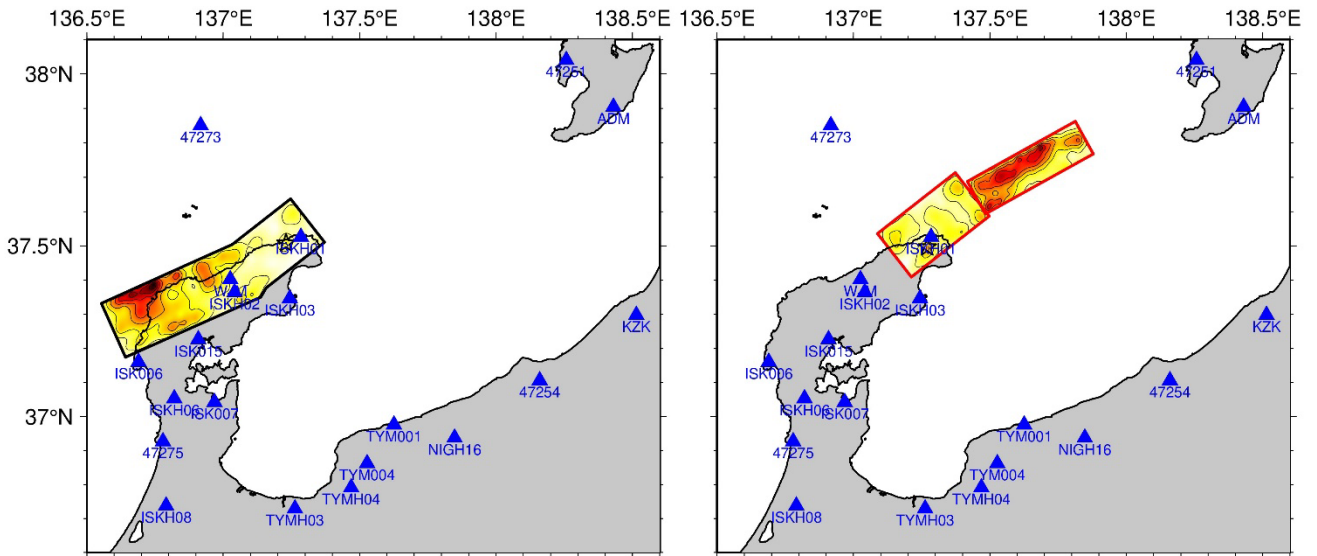 136.5°E 137°E 137.5°E 138°E 138.5°E
38°N
37.5°N
37°N
47251
ADM
47273
ISKH01
WJM
ISKH02
ISKH03
KZK
ISK015
ISK006
47254
ISKH06
ISK007
TYM001
47275
NIGH16
TYM004
TYMH04
ISKH08
TYMH03
136.5°E 137°E 137.5°E 138°E 138.5°E
47251
ADM
47273
ISKH01
WJM
ISKH02
ISKH03
KZK
ISK015
ISK006
47254
ISKH06
ISK007
TYM001
47275
NIGH16
TYM004
TYMH04
ISKH08
TYMH03